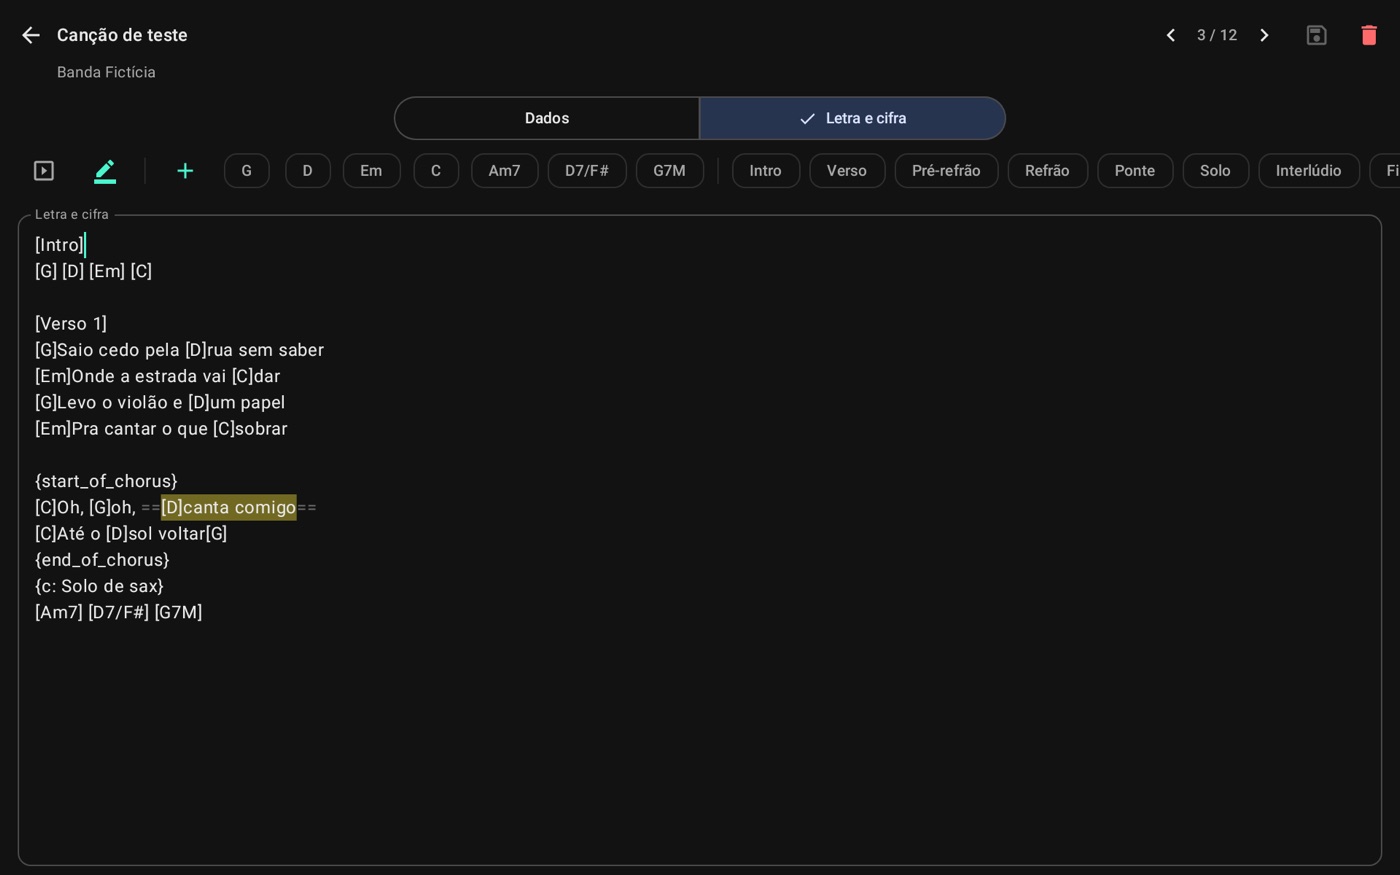 Canção de teste
3 / 12
Banda Fictícia
Dados
Letra e cifra
G D Em C Am7 D7/F# G7M Intro Verso Pré-refrão Refrão Ponte Solo Interlúdio Fi
Letra e cifra
[Intro]
[G] [D] [Em] [C]
[Verso 1]
[G]Saio cedo pela [D]rua sem saber
[Em]Onde a estrada vai [C]dar
[G]Levo o violão e [D]um papel
[Em]Pra cantar o que [C]sobrar
{start_of_chorus}
[C]Oh, [G]oh, ==[D]canta comigo==
[C]Até o [D]sol voltar[G]
{end_of_chorus}
{c: Solo de sax}
[Am7] [D7/F#] [G7M]